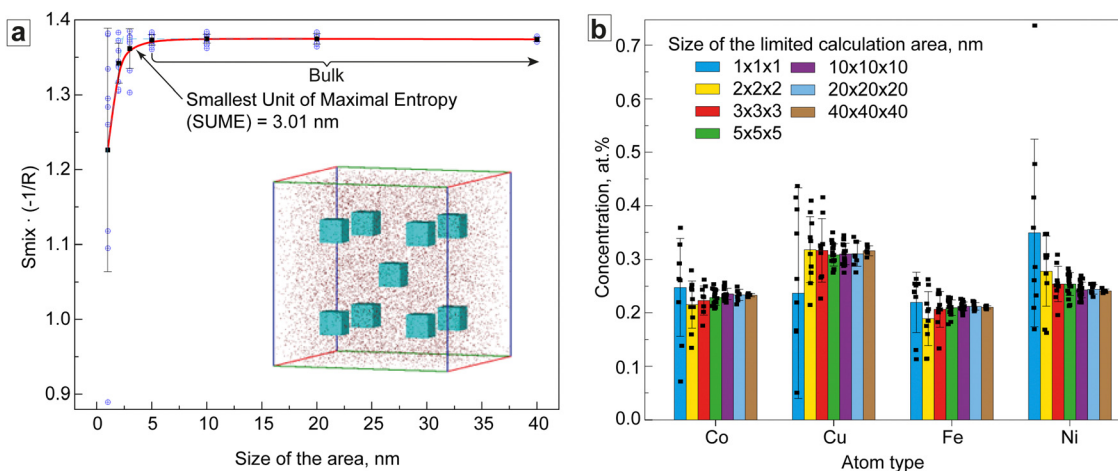 a
1.4
1.3
1.2
1.1
1.0
0.9
Smix · (-1/R)
Bulk
Smallest Unit of Maximal Entropy
(SUME) = 3.01 nm
0 5 10 15 20 25 30 35 40
Size of the area, nm
b
0.7
0.6
0.5
0.4
0.3
0.2
0.1
0.0
Concentration, at.%
Size of the limited calculation area, nm
1x1x1 10x10x10
2x2x2 20x20x20
3x3x3 40x40x40
5x5x5
Co Cu Fe Ni
Atom type